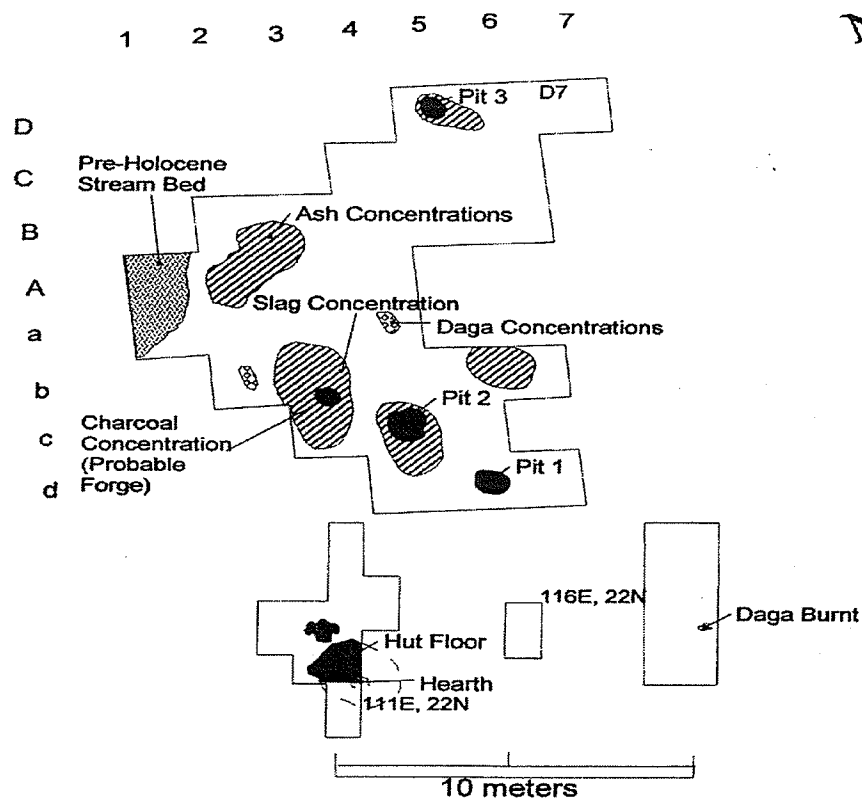 1 2 3 4 5 6 7
Pit 3 D7
D
Pre-Holocene
Stream Bed
C
Ash Concentrations
B
A
Slag Concentration
Daga Concentrations
a
b
Pit 2
Charcoal
Concentration
(Probable
Forge)
c
Pit 1
d
116E, 22N
Daga Burnt
Hut Floor
Hearth
111E, 22N
10 meters